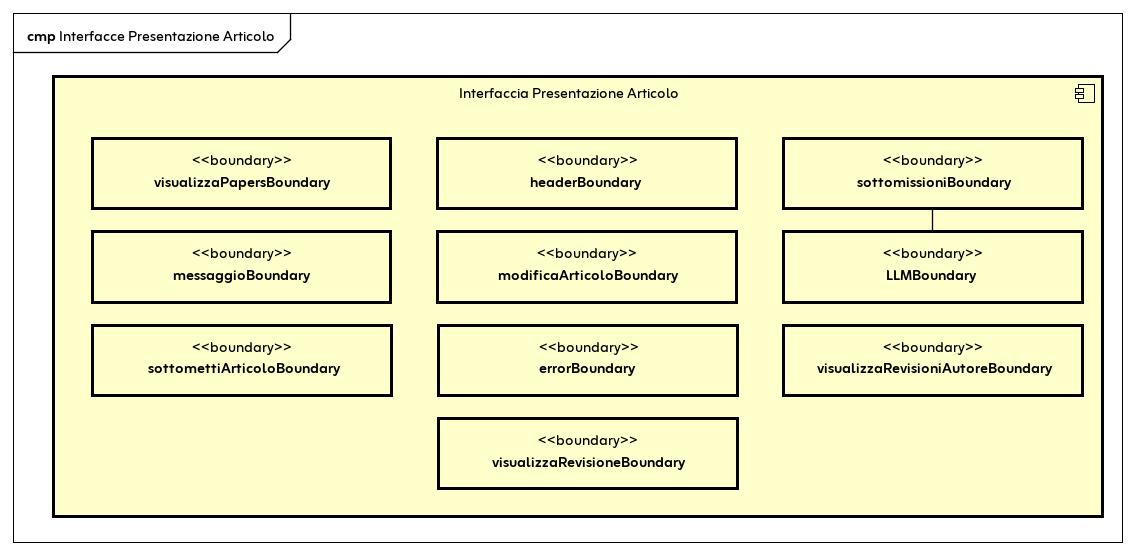 cmp Interfacce Presentazione Articolo
Interfaccia Presentazione Articolo
<<boundary>>
visualizzaPapersBoundary
<<boundary>>
headerBoundary
<<boundary>>
sottomissioniBoundary
<<boundary>>
messaggioBoundary
<<boundary>>
modificaArticoloBoundary
<<boundary>>
LLMBoundary
<<boundary>>
sottomettiArticoloBoundary
<<boundary>>
errorBoundary
<<boundary>>
visualizzaRevisioniAutoreBoundary
<<boundary>>
visualizzaRevisioneBoundary